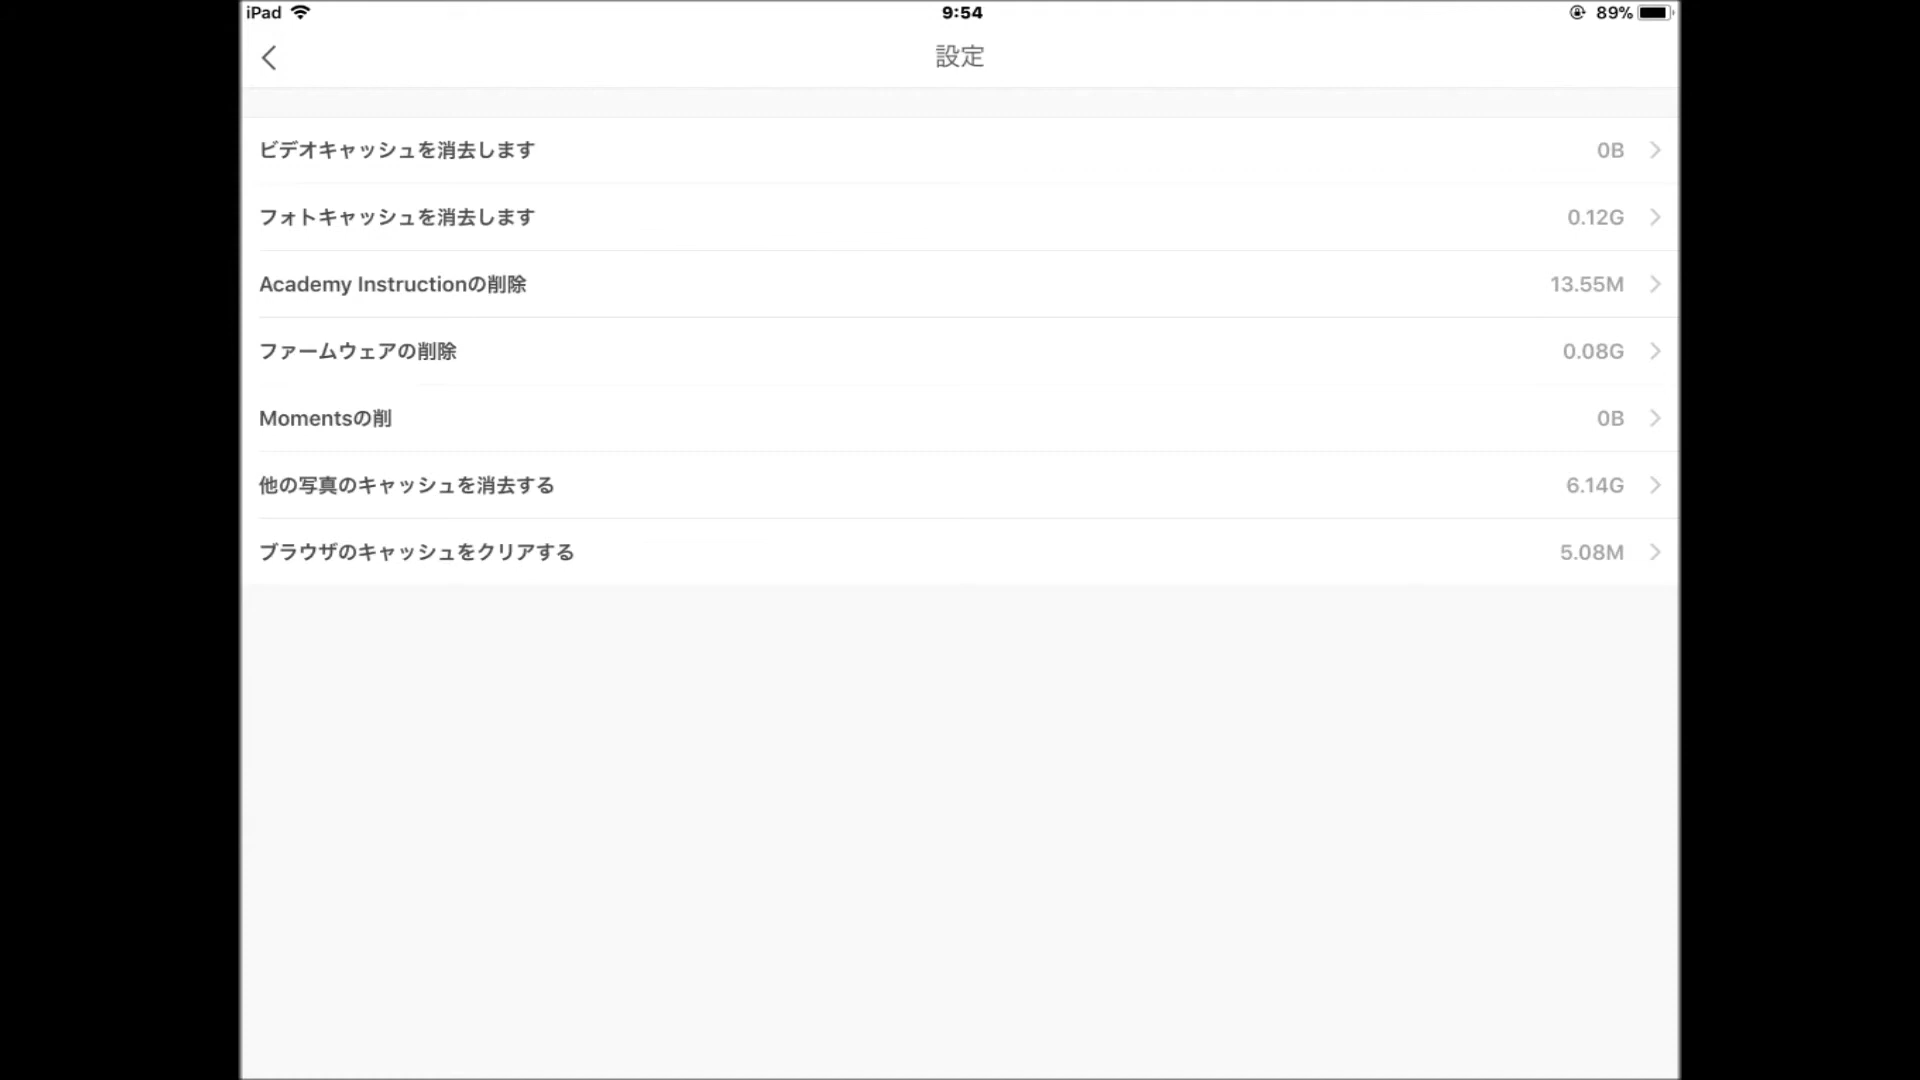 iPad 9:54 89%
設定
ビデオキャッシュを消去します 0B
フォトキャッシュを消去します 0.12G
Academy Instructionの削除 13.55M
ファームウェアの削除 0.08G
Momentsの削 0B
他の写真のキャッシュを消去する 6.14G
ブラウザのキャッシュをクリアする 5.08M